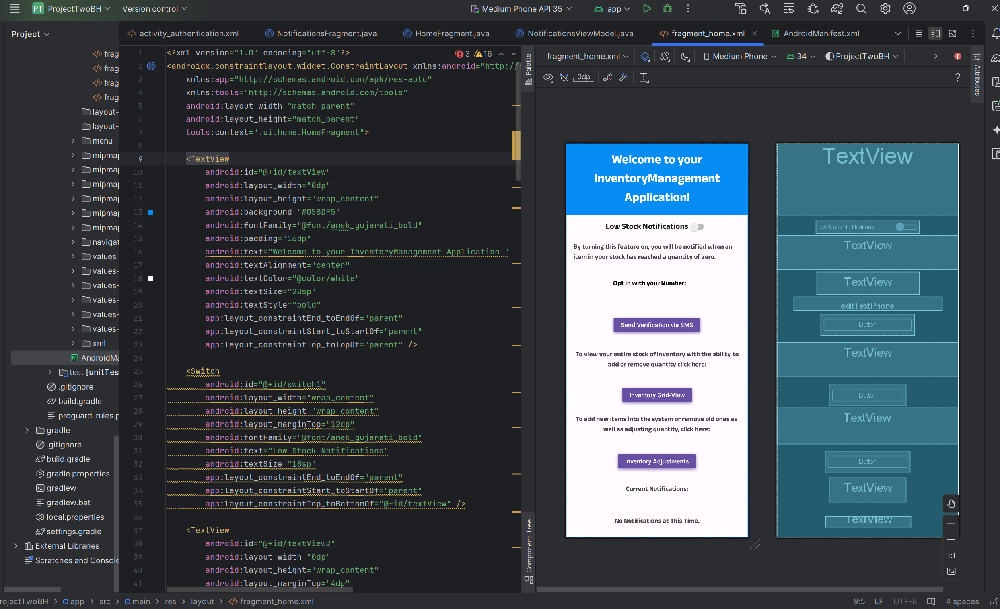 PT ProjectTwoBH Version control Medium Phone API 35 app
Project
activity_authentication.xml NotificationsFragment.java HomeFragment.java NotificationsViewModel.java fragment_home.xml AndroidManifest.xml
frag
frag
frag
frag
layout-
layout-
menu
mipmap
mipmap
mipmap
mipmap
mipmap
mipmap
navigat
values
values-
values-
values-
values-
values-
xml
AndroidMa
test [unitTes
.gitignore
build.gradle
proguard-rules.p
gradle
.gitignore
build.gradle
gradle.properties
gradlew
gradlew.bat
local.properties
settings.gradle
External Libraries
Scratches and Console
3 16
1 <?xml version="1.0" encoding="utf-8"?>
2 <androidx.constraintlayout.widget.ConstraintLayout xmlns:android="http://s
3 xmlns:app="http://schemas.android.com/apk/res-auto"
4 xmlns:tools="http://schemas.android.com/tools"
5 android:layout_width="match_parent"
6 android:layout_height="match_parent"
7 tools:context=".ui.home.HomeFragment">
8
9 <TextView
10 android:id="@+id/textView"
11 android:layout_width="0dp"
12 android:layout_height="wrap_content"
13 android:background="#058DF5"
14 android:fontFamily="@font/anek_gujarati_bold"
15 android:padding="16dp"
16 android:text="Welcome to your InventoryManagement Application!"
17 android:textAlignment="center"
18 android:textColor="@color/white"
19 android:textSize="28sp"
20 android:textStyle="bold"
21 app:layout_constraintEnd_toEndOf="parent"
22 app:layout_constraintStart_toStartOf="parent"
23 app:layout_constraintTop_toTopOf="parent" />
24
25 <Switch
26 android:id="@+id/switch1"
27 android:layout_width="wrap_content"
28 android:layout_height="wrap_content"
29 android:layout_marginTop="12dp"
30 android:fontFamily="@font/anek_gujarati_bold"
31 android:text="Low Stock Notifications"
32 android:textSize="18sp"
33 app:layout_constraintEnd_toEndOf="parent"
34 app:layout_constraintStart_toStartOf="parent"
35 app:layout_constraintTop_toBottomOf="@+id/textView" />
36
37 <TextView
38 android:id="@+id/textView2"
39 android:layout_width="0dp"
40 android:layout_height="wrap_content"
41 android:layout_marginTop="4dp"
Palette
Component Tree
fragment_home.xml Medium Phone 34 ProjectTwoBH
0dp ?
Attributes
Welcome to your
InventoryManagement
Application!
Low Stock Notifications
By turning this feature on, you will be notified when an
item in your stock has reached a quantity of zero.
Opt In with your Number:
Send Verification via SMS
To view your entire stock of inventory with the ability to
add or remove quantity click here:
Inventory Grid-View
To add new items into the system or remove old ones as
well as adjusting quantity, click here:
Inventory Adjustments
Current Notifications:
No Notifications at This Time.
TextView
Low Stock Notifications
TextView
TextView
editTextPhone
Button
TextView
Button
TextView
Button
TextView
TextView
1:1
rojectTwoBH > app > src > main > res > layout > fragment_home.xml
9:5 LF UTF-8 4 spaces